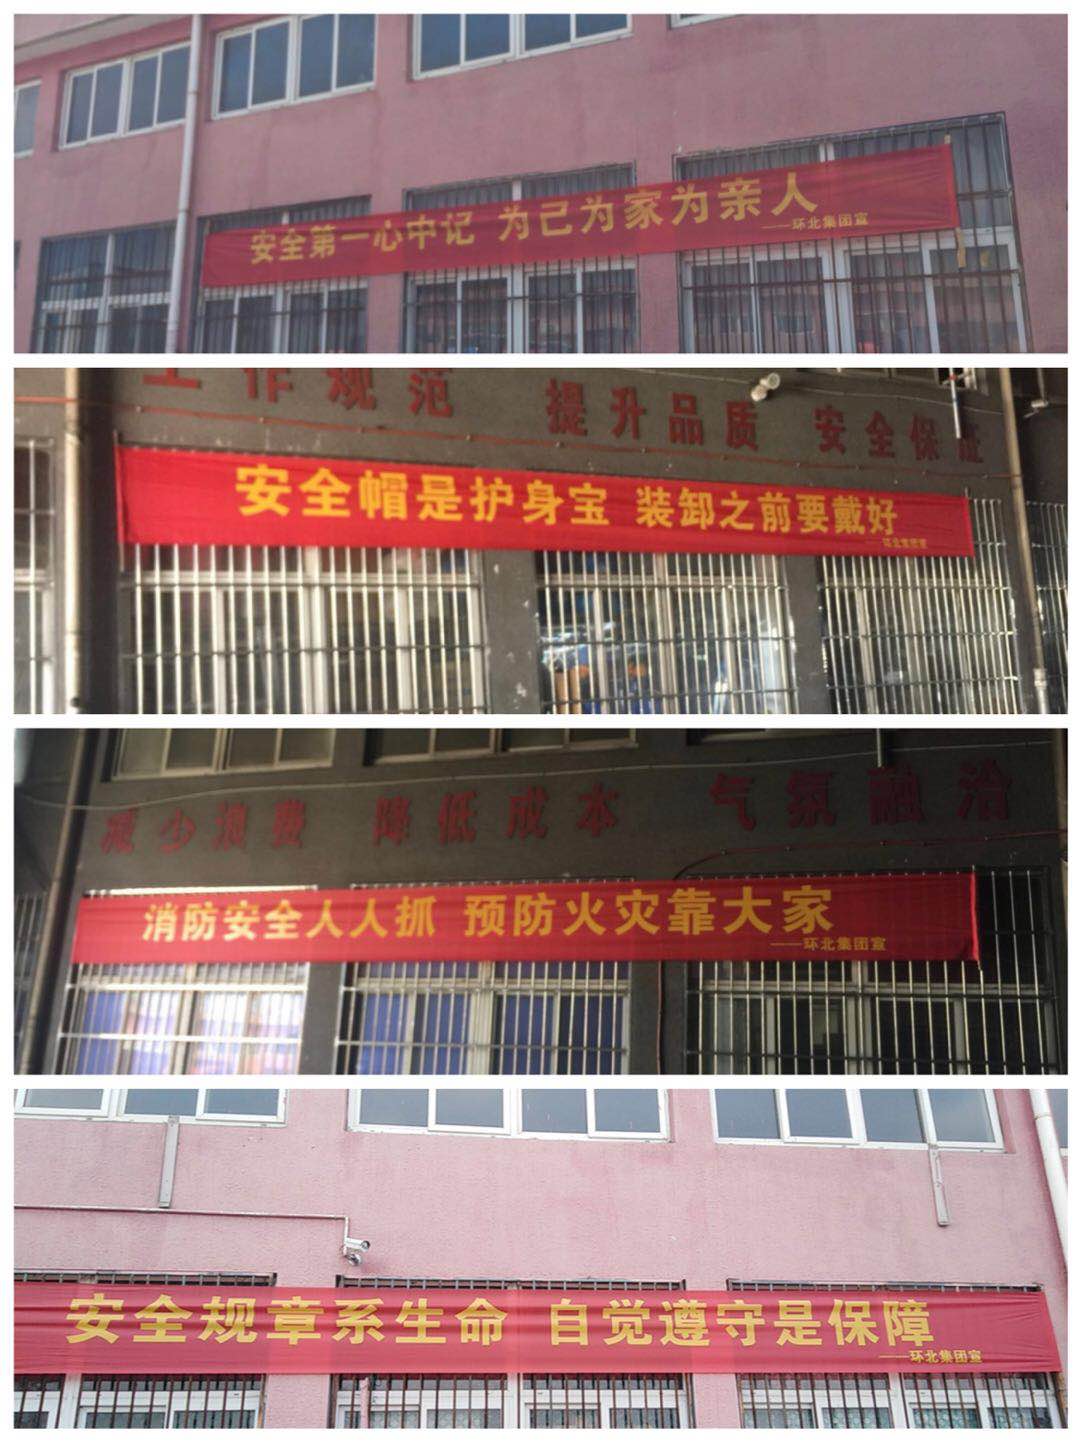 安全第一心中记 为己为家为亲人
——环北集团宣
工作规范 提升品质 安全保证
安全帽是护身宝 装卸之前要戴好
——环北集团宣
减少浪费 降低成本 气氛融洽
消防安全人人抓 预防火灾靠大家
——环北集团宣
安全规章系生命 自觉遵守是保障
——环北集团宣